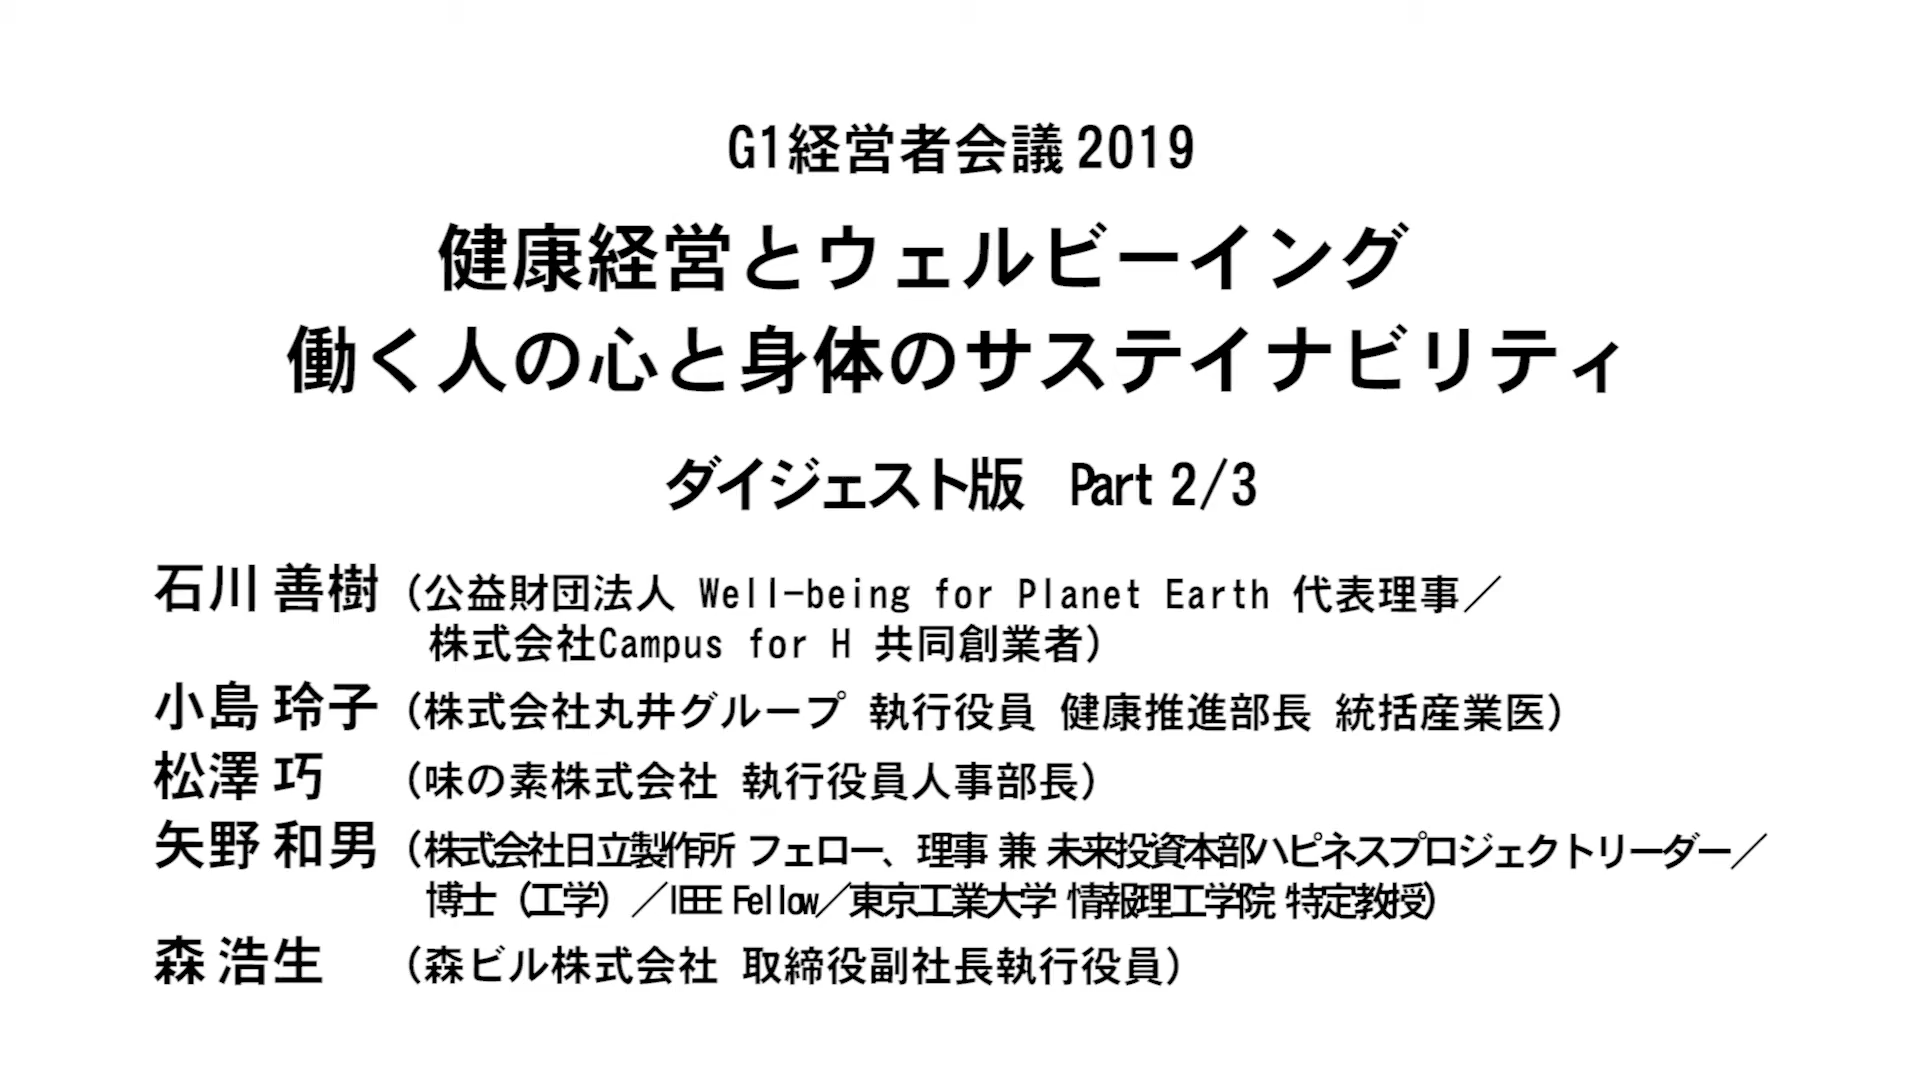 G1経営者会議 2019
健康経営とウェルビーイング
働く人の心と身体のサステイナビリティ
ダイジェスト版　Part 2/3
石川 善樹（公益財団法人 Well-being for Planet Earth 代表理事／
株式会社Campus for H 共同創業者）
小島 玲子（株式会社丸井グループ 執行役員 健康推進部長 統括産業医）
松澤 巧（味の素株式会社 執行役員人事部長）
矢野 和男（株式会社日立製作所 フェロー、理事 兼 未来投資本部ハピネスプロジェクトリーダー／
博士（工学）／IEEE Fellow／東京工業大学 情報理工学院 特定教授）
森 浩生（森ビル株式会社 取締役副社長執行役員）